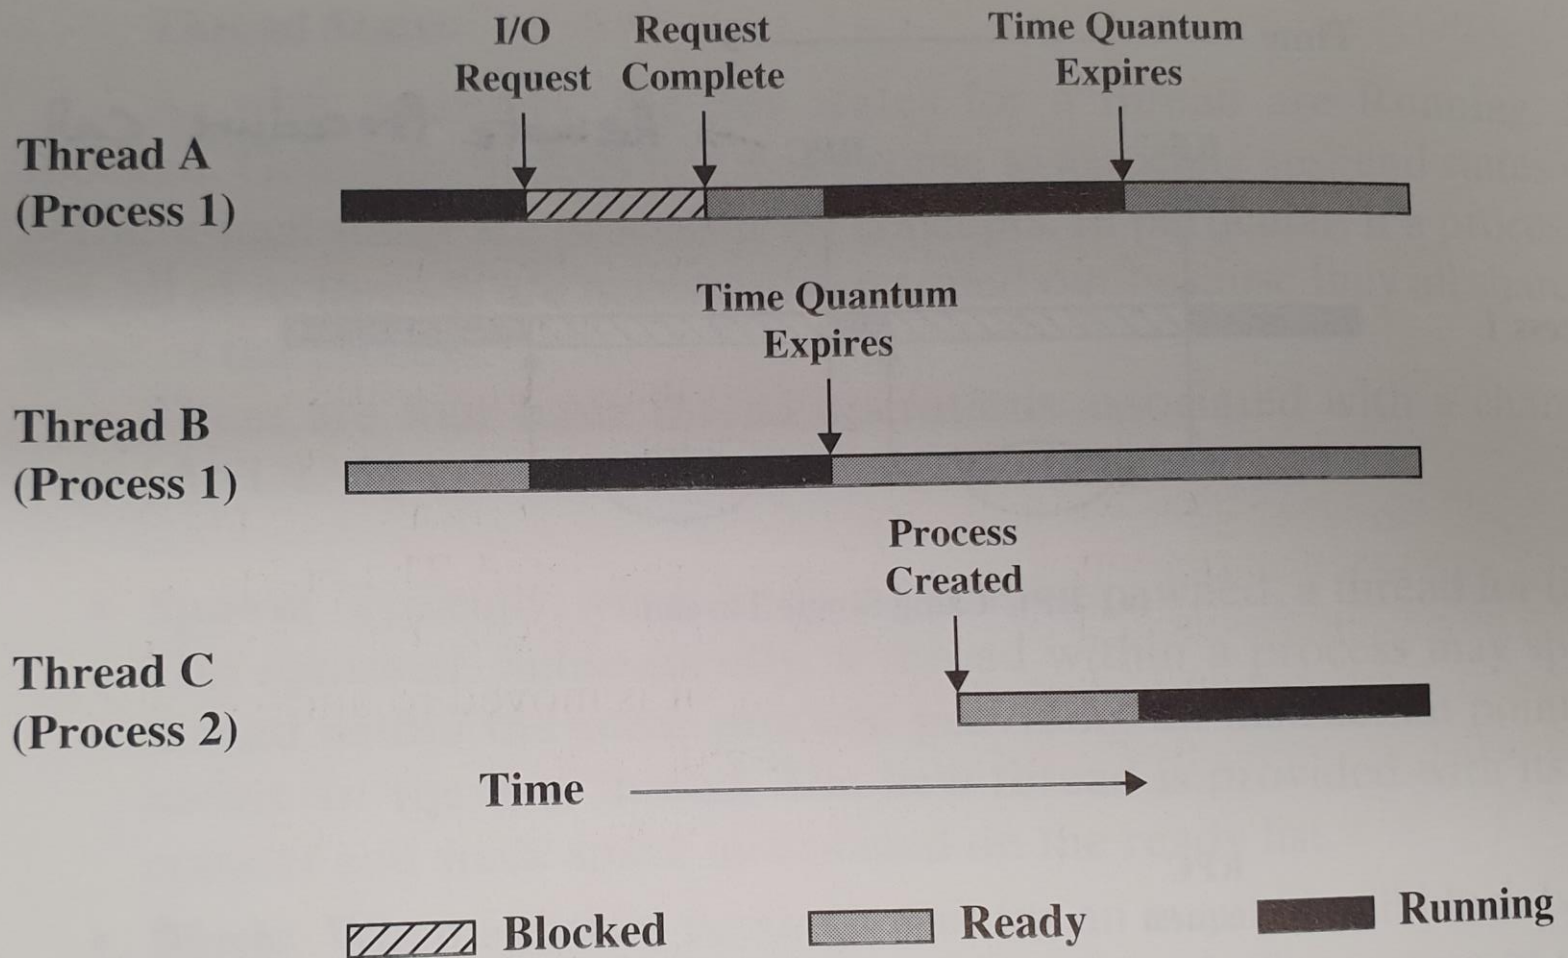 I/O
Request
Request
Complete
Time Quantum
Expires
Thread A
(Process 1)
Time Quantum
Expires
Thread B
(Process 1)
Process
Created
Thread C
(Process 2)
Time
Blocked
Ready
Running